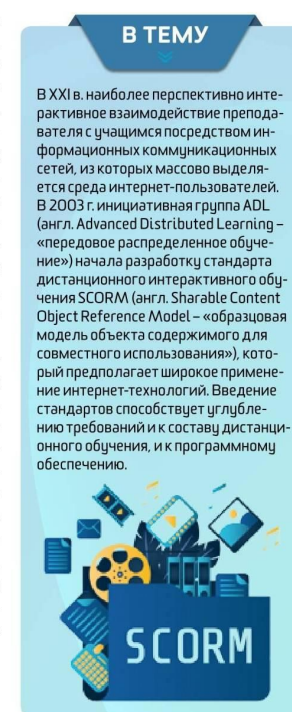 В ТЕМУ
В XXI в. наиболее перспективно инте-
рактивное взаимодействие препода-
вателя с учащимся посредством ин-
формационных коммуникационных
сетей, из которых массово выделя-
ется среда интернет-пользователей.
В 2003 г. инициативная группа ADL
(англ. Advanced Distributed Learning –
«передовое распределенное обуче-
ние») начала разработку стандарта
дистанционного интерактивного обу-
чения SCORM (англ. Sharable Content
Object Reference Model – «образцовая
модель объекта содержимого для
совместного использования»), кото-
рый предполагает широкое примене-
ние интернет-технологий. Введение
стандартов способствует углубле-
нию требований и к составу дистанци-
онного обучения, и к программному
обеспечению.
SCORM